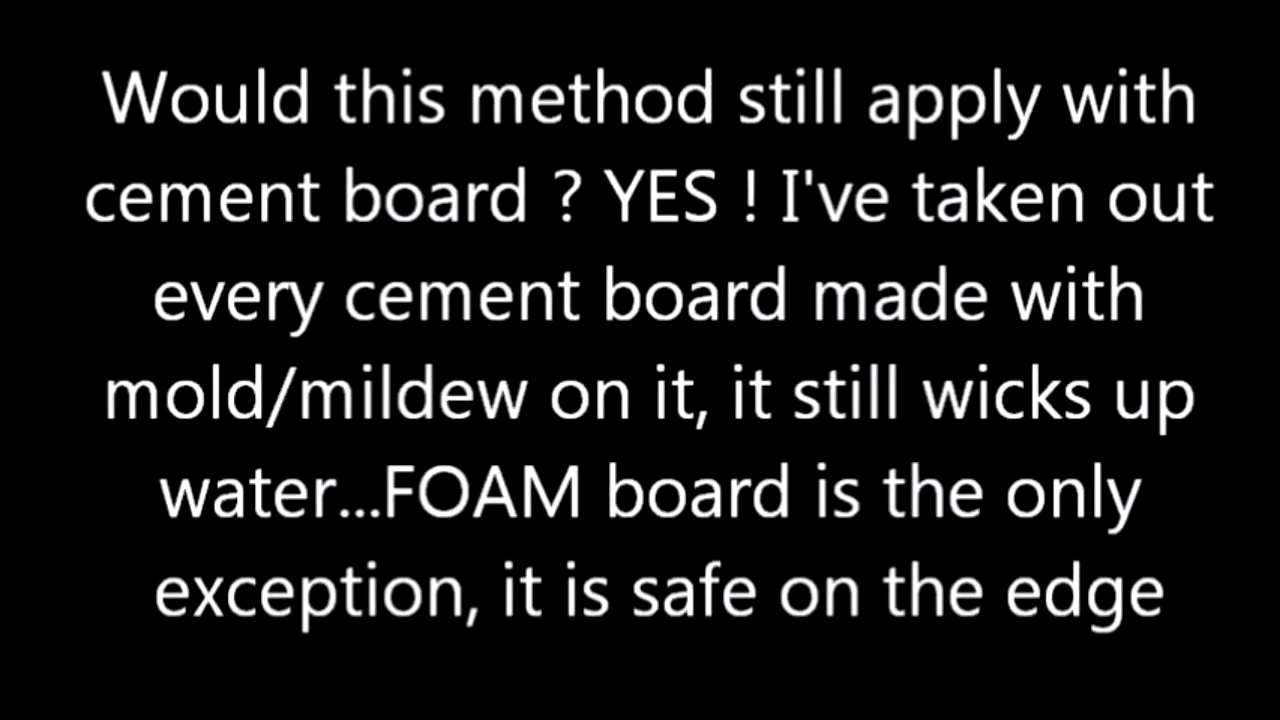 Would this method still apply with
cement board ? YES ! I've taken out
every cement board made with
mold/mildew on it, it still wicks up
water...FOAM board is the only
exception, it is safe on the edge